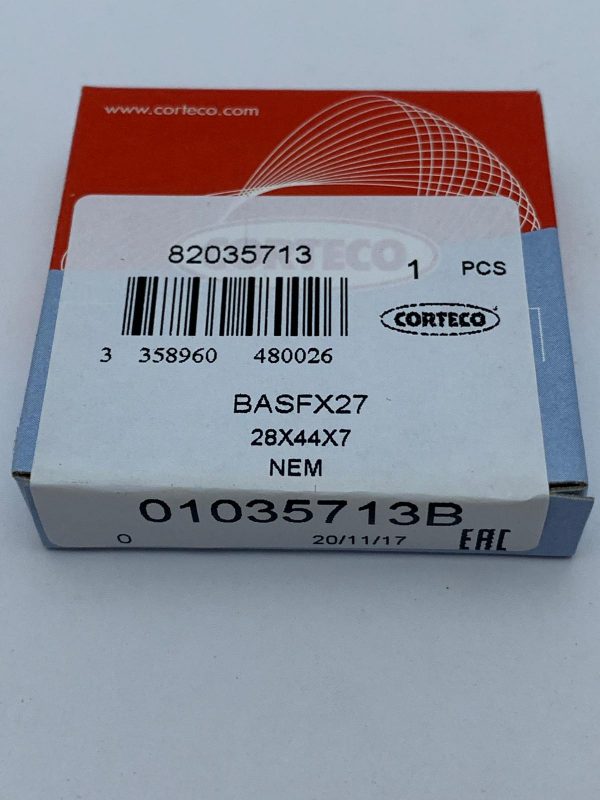 www.corteco.com
CORTECO
82035713
1 PCS
CORTECO
3 358960 480026
BASFX27
28X44X7
NEM
01035713B
0 20/11/17 EAC